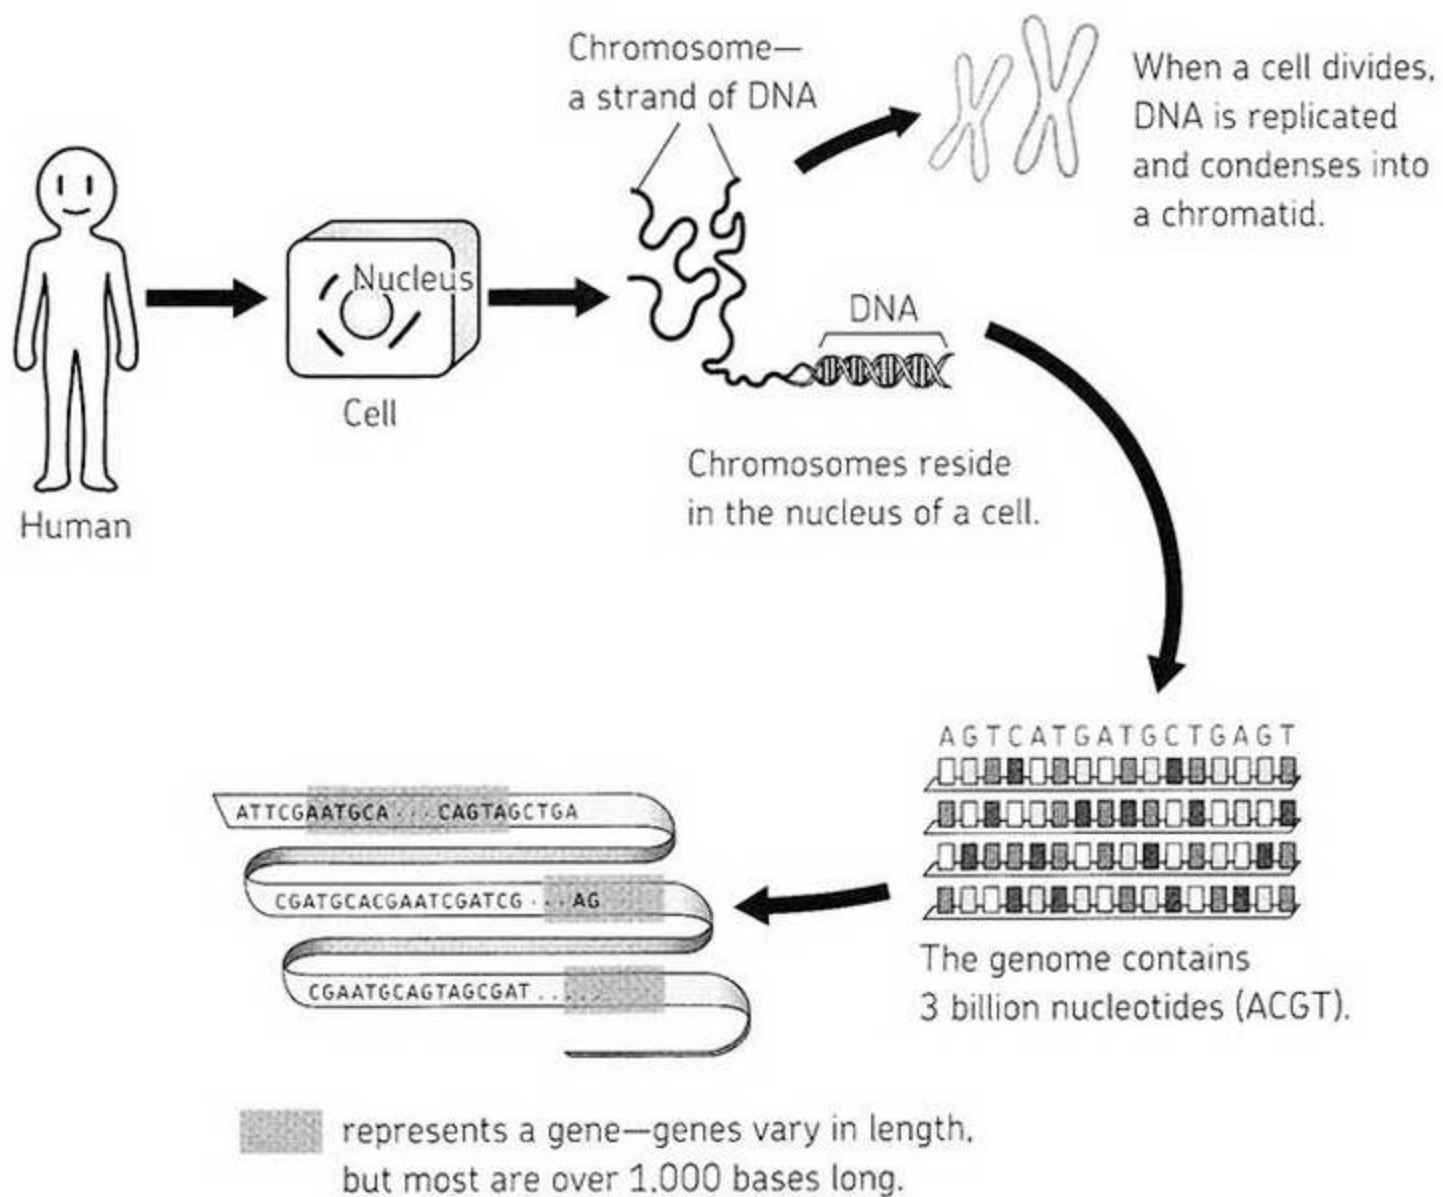 Chromosome—
a strand of DNA
When a cell divides,
DNA is replicated
and condenses into
a chromatid.
Nucleus
DNA
Cell
Chromosomes reside
in the nucleus of a cell.
Human
AGTCATGATGCTGAGT
ATTCGAATGCA····CAGTAGCTGA
CGATGCACGAATCGATCG····AG
The genome contains
3 billion nucleotides (ACGT).
CGAATGCAGTAGCGAT......
represents a gene—genes vary in length,
but most are over 1.000 bases long.